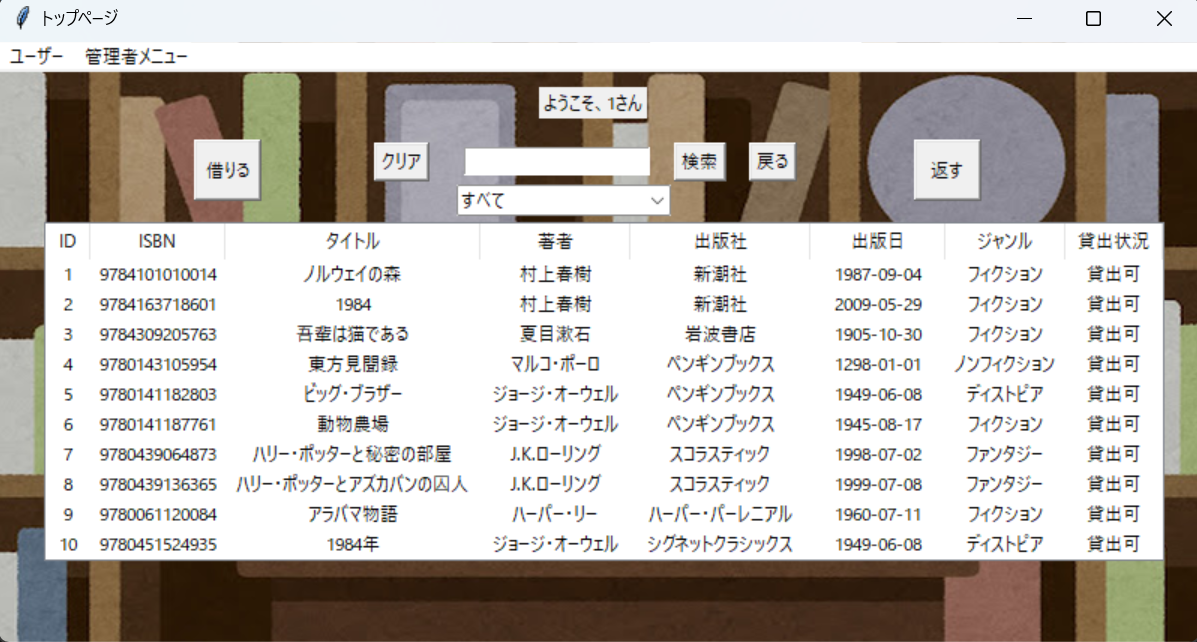 トップページ
ユーザー 管理者メニュー
ようこそ、1さん
借りる クリア 検索 戻る 返す
すべて
ID ISBN タイトル 著者 出版社 出版日 ジャンル 貸出状況
1 9784101010014 ノルウェイの森 村上春樹 新潮社 1987-09-04 フィクション 貸出可
2 9784163718601 1984 村上春樹 新潮社 2009-05-29 フィクション 貸出可
3 9784309205763 吾輩は猫である 夏目漱石 岩波書店 1905-10-30 フィクション 貸出可
4 9780143105954 東方見聞録 マルコ・ポーロ ペンギンブックス 1298-01-01 ノンフィクション 貸出可
5 9780141182803 ビッグ・ブラザー ジョージ・オーウェル ペンギンブックス 1949-06-08 ディストピア 貸出可
6 9780141187761 動物農場 ジョージ・オーウェル ペンギンブックス 1945-08-17 フィクション 貸出可
7 9780439064873 ハリー・ポッターと秘密の部屋 J.K.ローリング スコラスティック 1998-07-02 ファンタジー 貸出可
8 9780439136365 ハリー・ポッターとアズカバンの囚人 J.K.ローリング スコラスティック 1999-07-08 ファンタジー 貸出可
9 9780061120084 アラバマ物語 ハーパー・リー ハーパー・パーレニアル 1960-07-11 フィクション 貸出可
10 9780451524935 1984年 ジョージ・オーウェル シグネットクラシックス 1949-06-08 ディストピア 貸出可